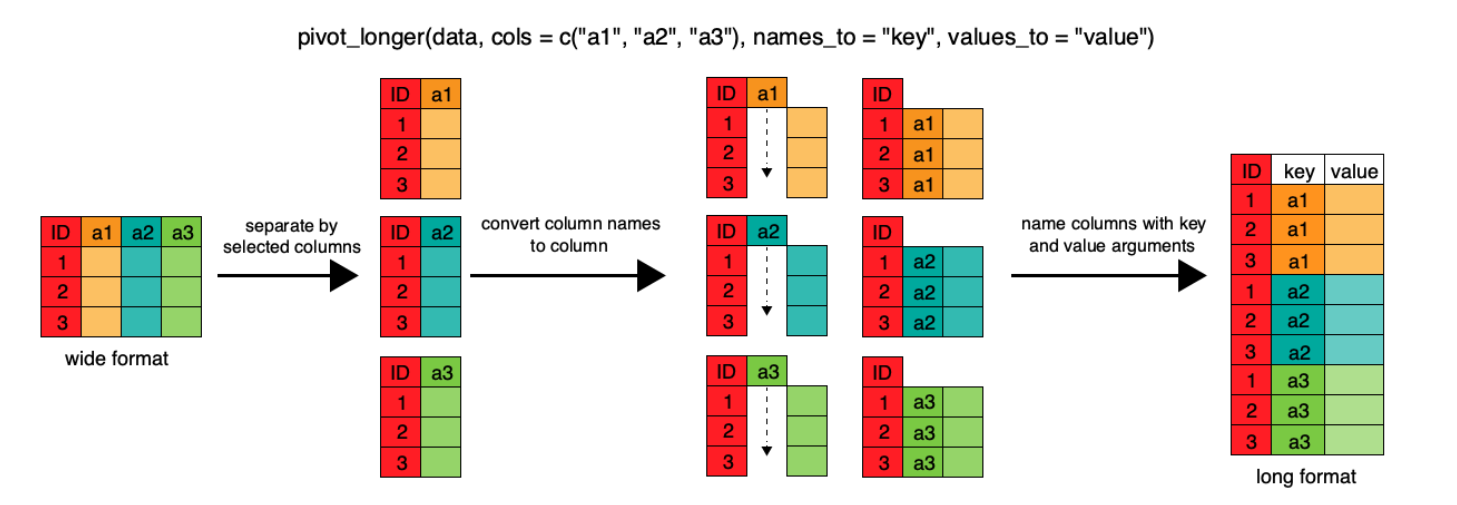 pivot_longer(data, cols = c("a1", "a2", "a3"), names_to = "key", values_to = "value")
ID a1 a2 a3
1
2
3
wide format
separate by
selected columns
ID a1
1
2
3
ID a2
1
2
3
ID a3
1
2
3
convert column names
to column
ID a1
1
2
3
ID a2
1
2
3
ID a3
1
2
3
ID
1 a1
2 a1
3 a1
ID
1 a2
2 a2
3 a2
ID
1 a3
2 a3
3 a3
name columns with key
and value arguments
ID key value
1 a1
2 a1
3 a1
1 a2
2 a2
3 a2
1 a3
2 a3
3 a3
long format